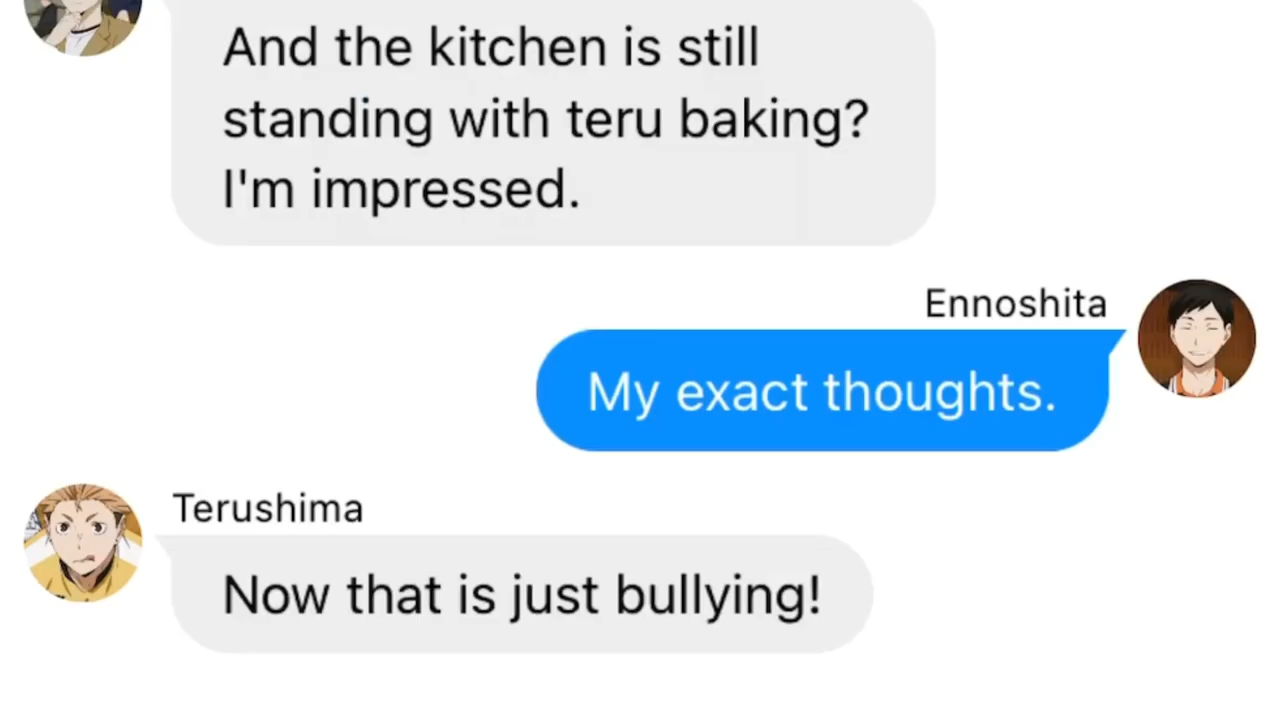 And the kitchen is still
standing with teru baking?
I'm impressed.
Ennoshita
My exact thoughts.
Terushima
Now that is just bullying!